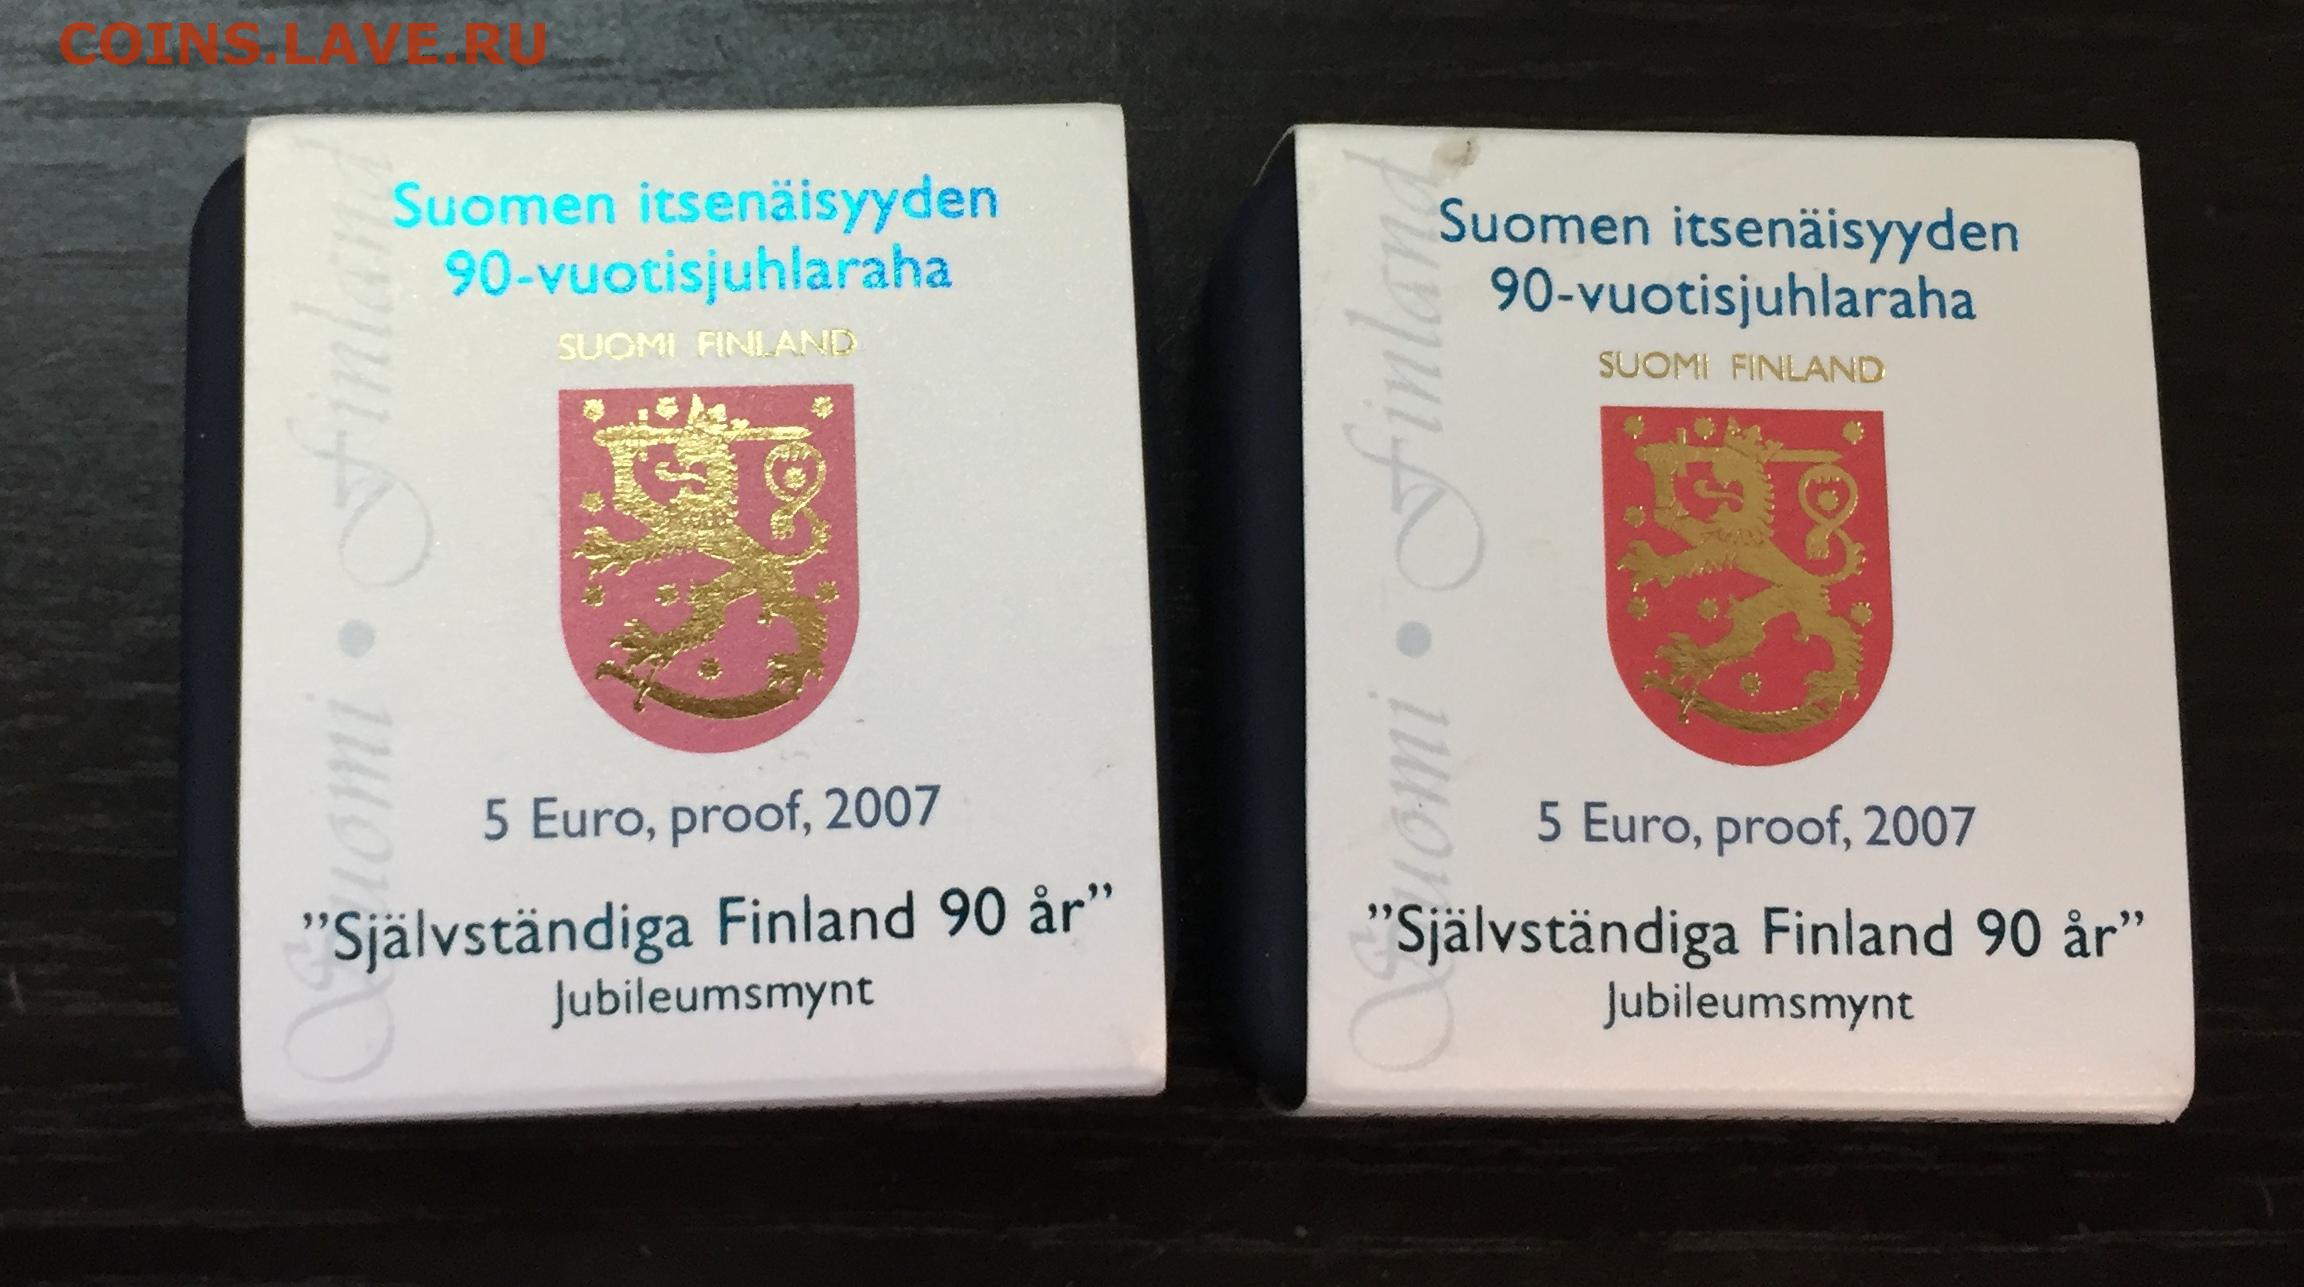 COINS.LAVE.RU
Suomen itsenäisyyden
90-vuotisjuhlaraha
SUOMI FINLAND
5 Euro, proof, 2007
”Självständiga Finland 90 år”
Jubileumsmynt
Suomi • Finland
Suomen itsenäisyyden
90-vuotisjuhlaraha
SUOMI FINLAND
5 Euro, proof, 2007
”Självständiga Finland 90 år”
Jubileumsmynt
Suomi • Finland